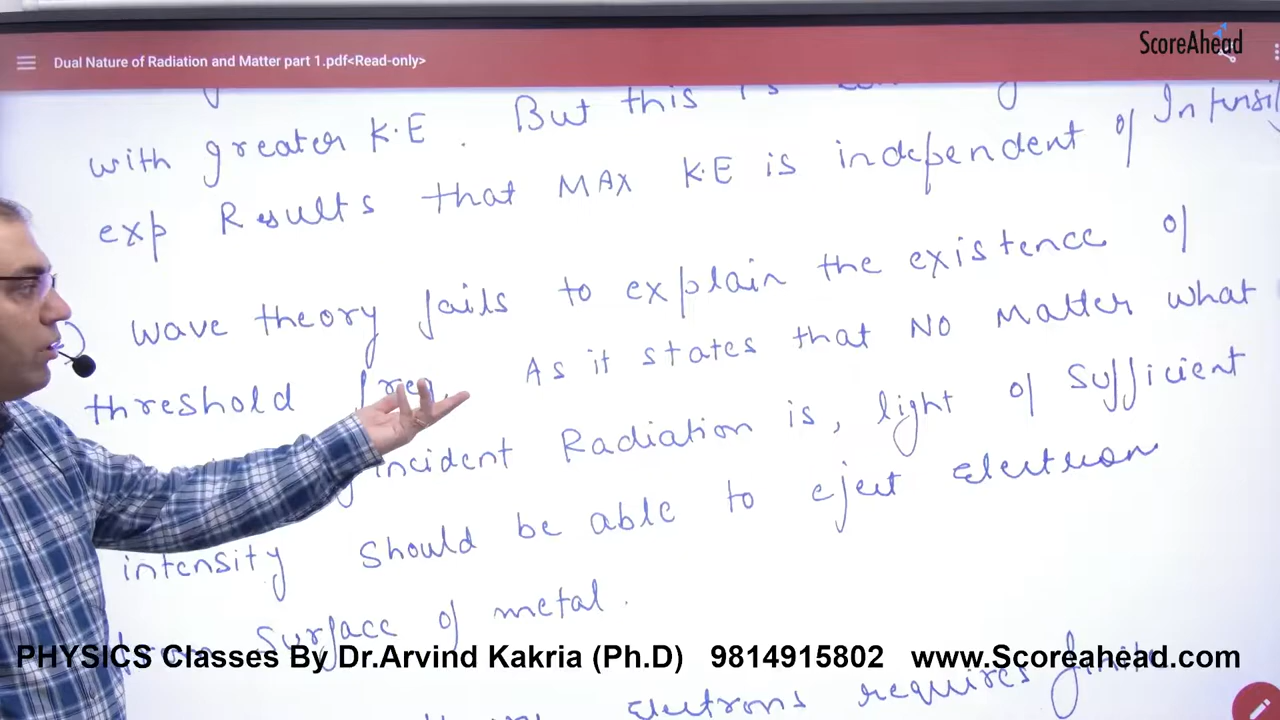 ScoreAhead
Dual Nature of Radiation and Matter part 1.pdf<Read-only>
with greater K.E. But this is
exp Results that MAX K.E is independent of
wave theory fails to explain the existence of
threshold freq. As it states that No Matter what
incident Radiation is, light of Sufficient
intensity should be able to eject electron
from Surface of metal.
PHYSICS Classes By Dr.Arvind Kakria (Ph.D) 9814915802 www.Scoreahead.com
electrons requires finite